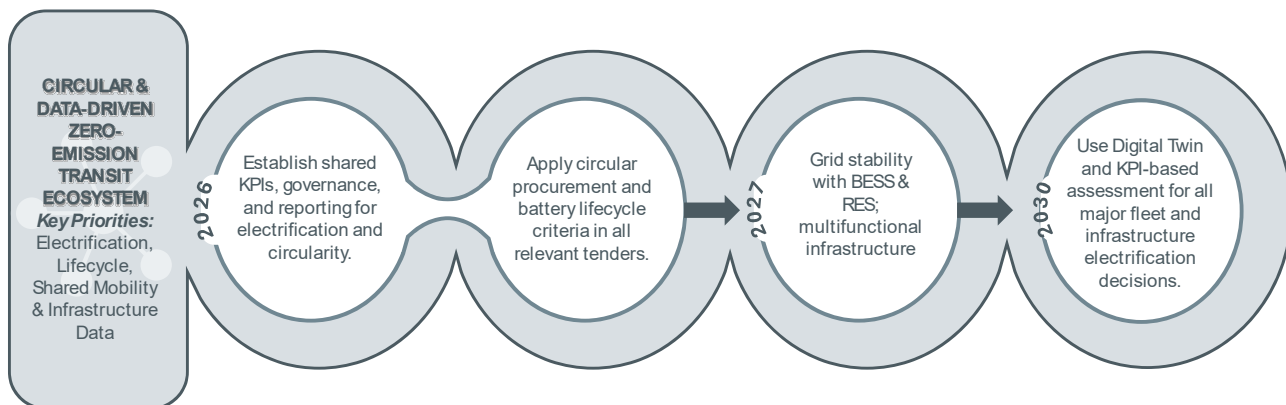 CIRCULAR &
DATA-DRIVEN
ZERO-
EMISSION
TRANSIT
ECOSYSTEM
Key Priorities:
Electrification,
Lifecycle,
Shared Mobility
& Infrastructure
Data
2026
Establish shared
KPIs, governance,
and reporting for
electrification and
circularity.
Apply circular
procurement and
battery lifecycle
criteria in all
relevant tenders.
2027
Grid stability
with BESS &
RES;
multifunctional
infrastructure
2030
Use Digital Twin
and KPI-based
assessment for all
major fleet and
infrastructure
electrification
decisions.